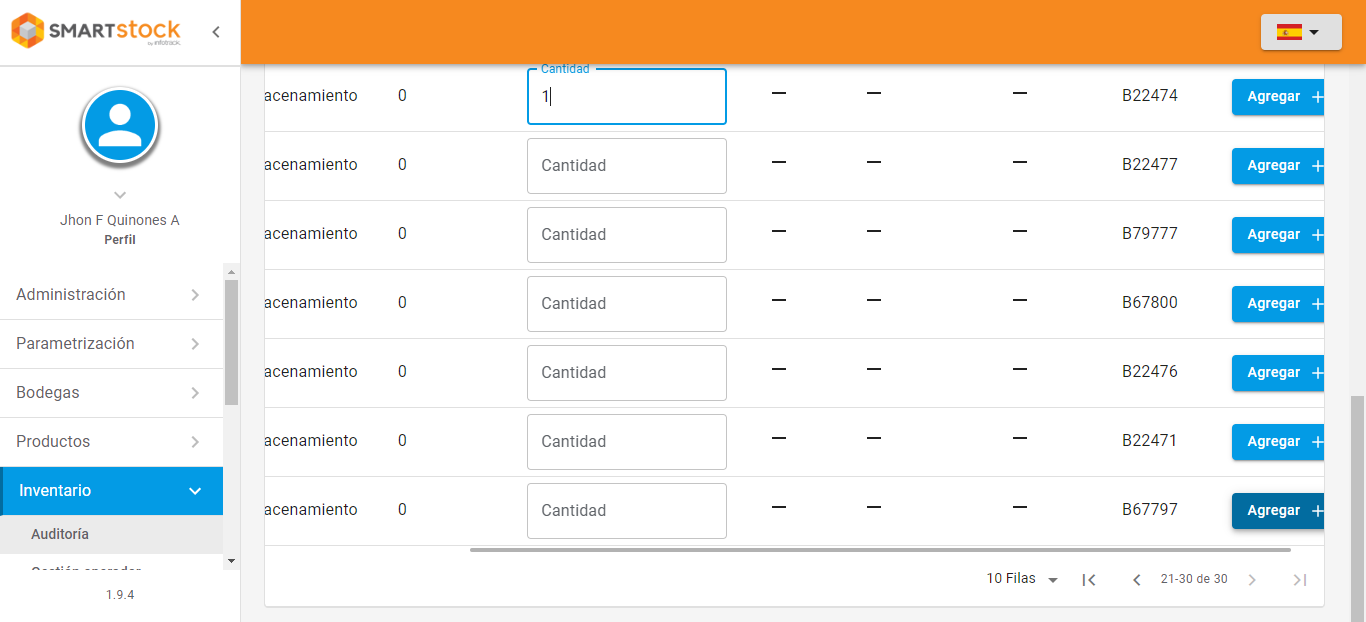 SMARTstock
by infotrack.
Jhon F Quinones A
Perfil
Administración
Parametrización
Bodegas
Productos
Inventario
Auditoría
Gestión operador
1.9.4
Cantidad
acenamiento 0 1 — — — B22474 Agregar +
acenamiento 0 Cantidad — — — B22477 Agregar +
acenamiento 0 Cantidad — — — B79777 Agregar +
acenamiento 0 Cantidad — — — B67800 Agregar +
acenamiento 0 Cantidad — — — B22476 Agregar +
acenamiento 0 Cantidad — — — B22471 Agregar +
acenamiento 0 Cantidad — — — B67797 Agregar +
10 Filas 21-30 de 30